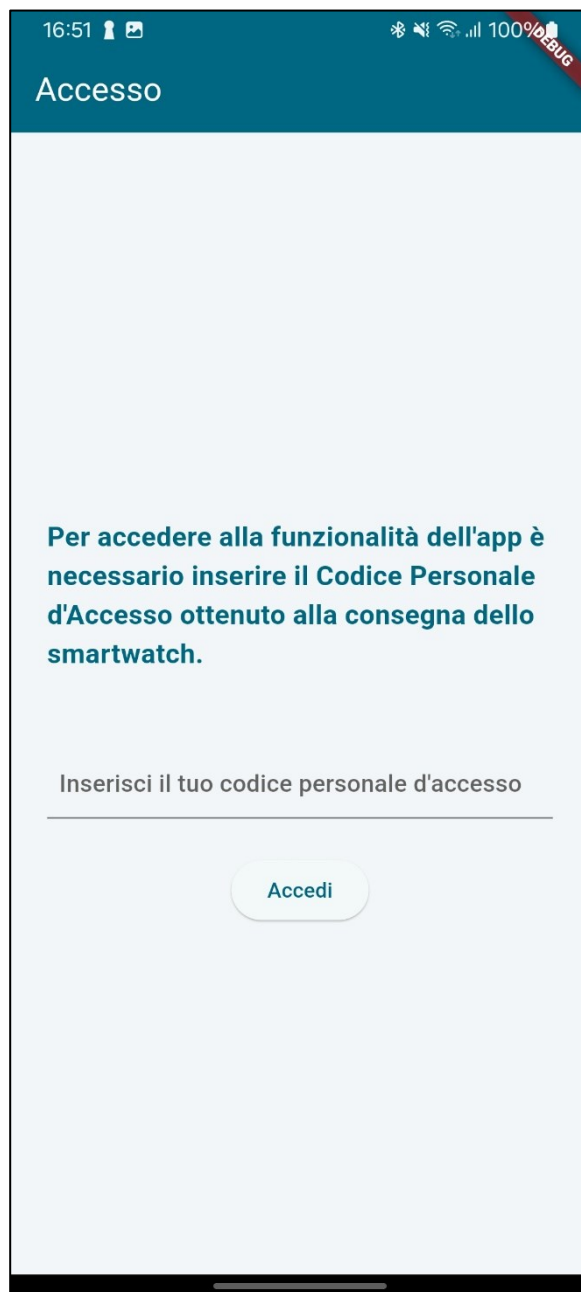 16:51 100%
DEBUG
Accesso
Per accedere alla funzionalità dell'app è
necessario inserire il Codice Personale
d'Accesso ottenuto alla consegna dello
smartwatch.
Inserisci il tuo codice personale d'accesso
Accedi